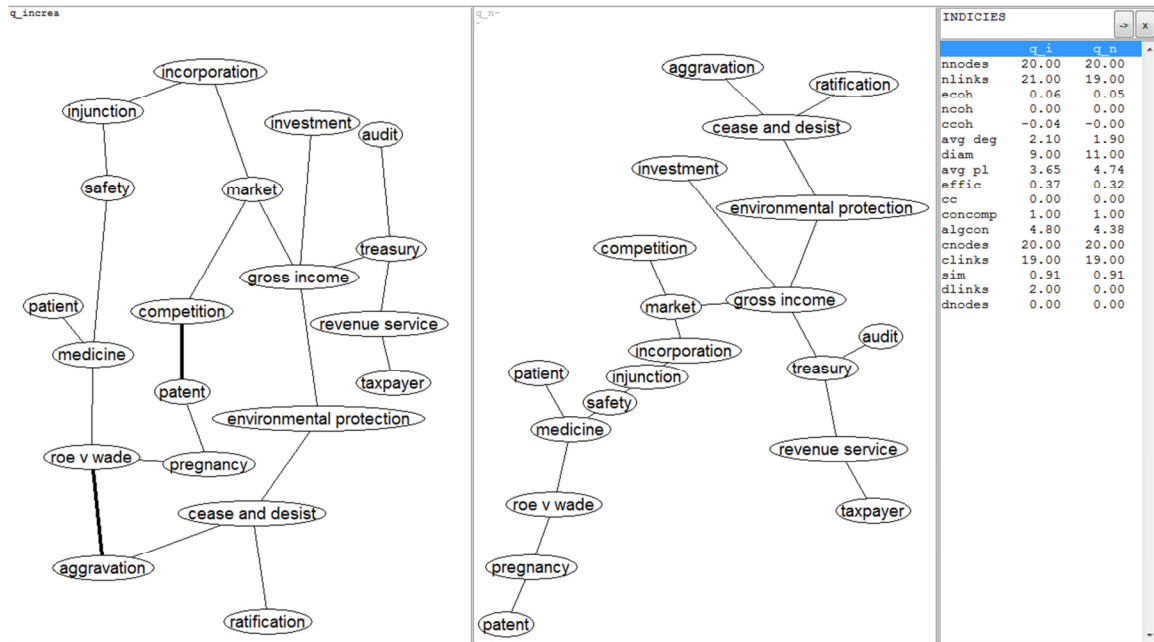 q_increa
incorporation
injunction
investment
audit
safety
market
treasury
gross income
patient
competition
revenue service
medicine
taxpayer
patent
environmental protection
roe v wade
pregnancy
cease and desist
aggravation
ratification
q_n-
aggravation
ratification
cease and desist
investment
environmental protection
competition
gross income
market
audit
incorporation
treasury
patient
injunction
safety
medicine
revenue service
roe v wade
taxpayer
pregnancy
patent
INDICIES -> x
q_i q_n
nnodes 20.00 20.00
nlinks 21.00 19.00
ecoh 0.06 0.05
ncoh 0.00 0.00
ccoh -0.04 -0.00
avg deg 2.10 1.90
diam 9.00 11.00
avg pl 3.65 4.74
effic 0.37 0.32
cc 0.00 0.00
concomp 1.00 1.00
algcon 4.80 4.38
cnodes 20.00 20.00
clinks 19.00 19.00
sim 0.91 0.91
dlinks 2.00 0.00
dnodes 0.00 0.00